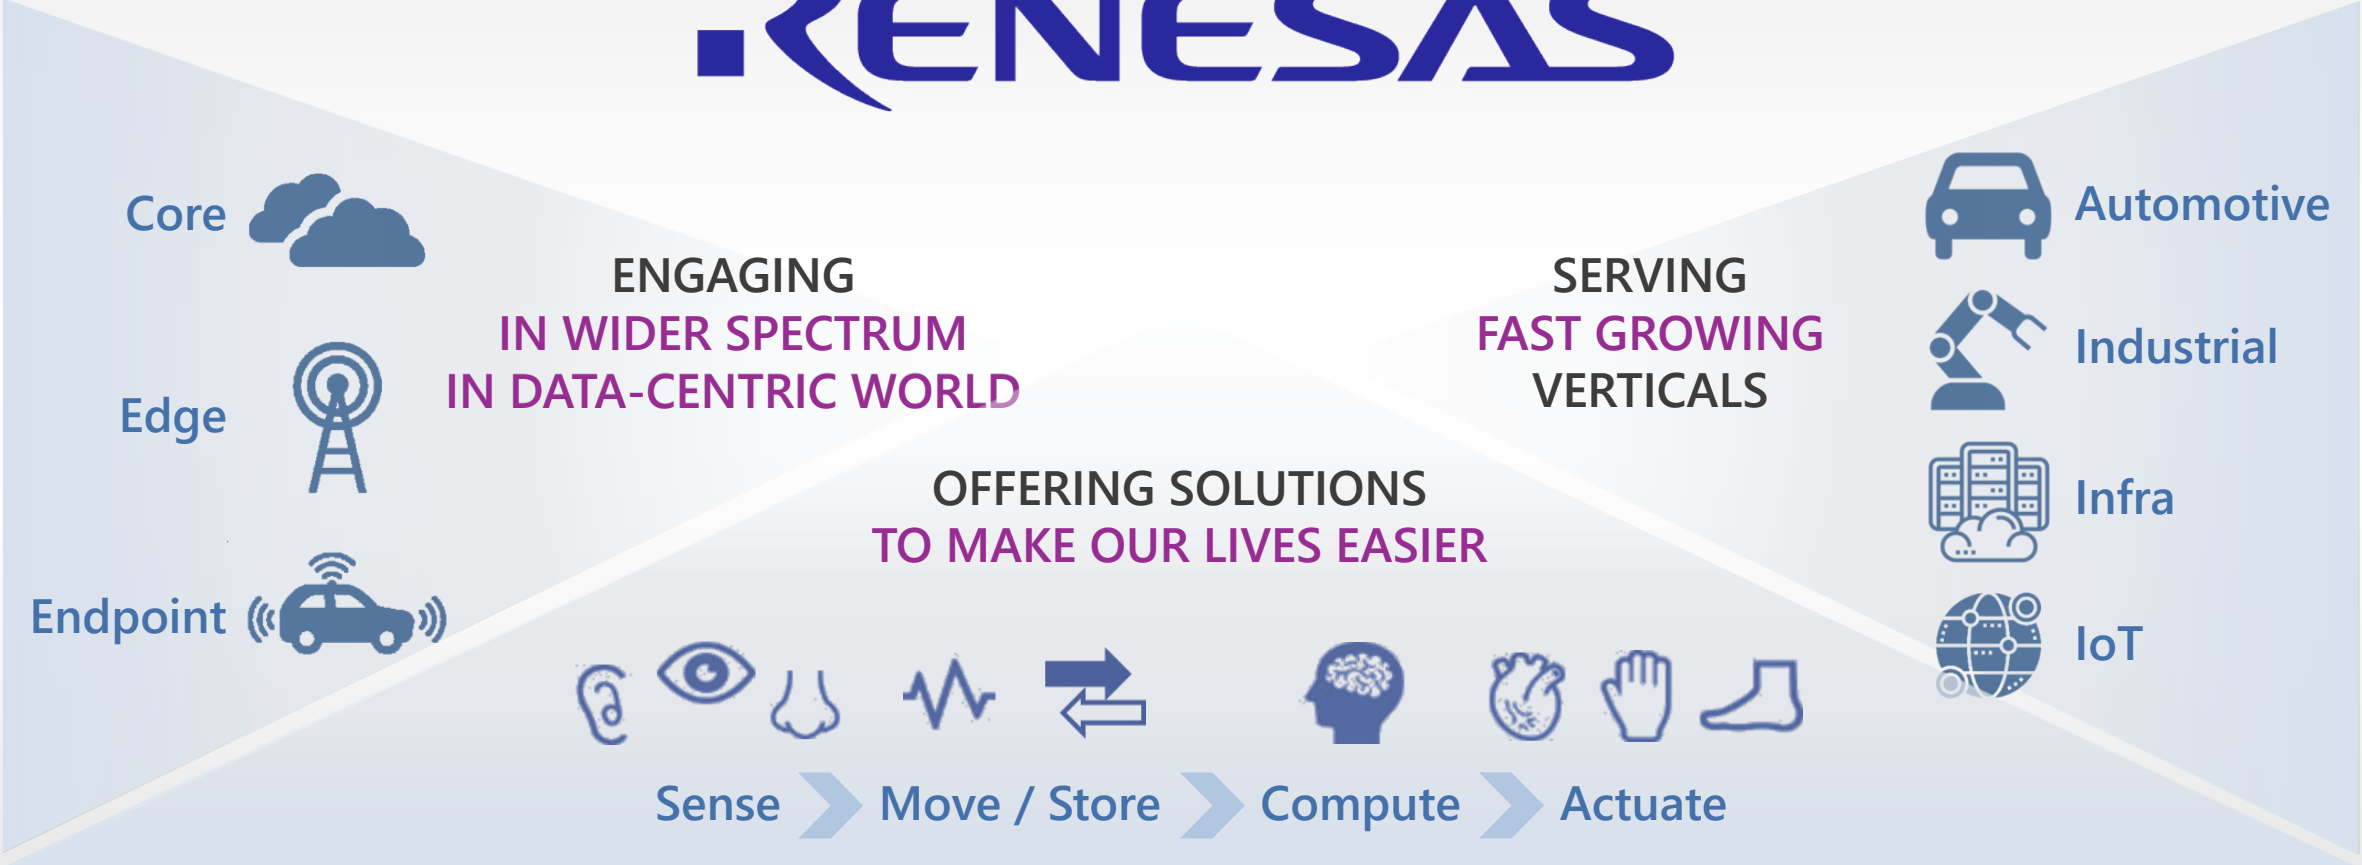 RENESAS
Core
Edge
Endpoint
ENGAGING
IN WIDER SPECTRUM
IN DATA-CENTRIC WORLD
SERVING
FAST GROWING
VERTICALS
Automotive
Industrial
Infra
IoT
OFFERING SOLUTIONS
TO MAKE OUR LIVES EASIER
Sense
Move / Store
Compute
Actuate